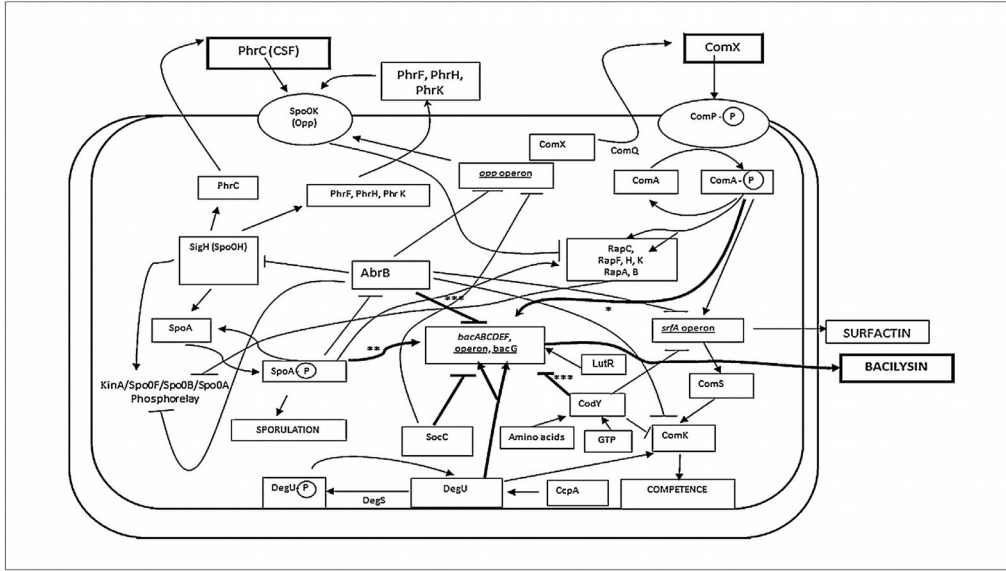 PhrC (CSF)
ComX
PhrF, PhrH,
PhrK
Spo0K
(Opp)
ComP - P
ComX
ComQ
opp operon
ComA
ComA - P
PhrC
PhrF, PhrH, Phr K
SigH (Spo0H)
RapC,
RapF, H, K
RapA, B
AbrB
***
*
SpoA
bacABCDEF,
operon, bacG
srfA operon
SURFACTIN
**
LutR
BACILYSIN
SpoA- P
KinA/Spo0F/Spo0B/Spo0A
Phosphorelay
***
ComS
CodY
SPORULATION
SocC
Amino acids
GTP
ComK
DegU- P
DegS
DegU
CcpA
COMPETENCE